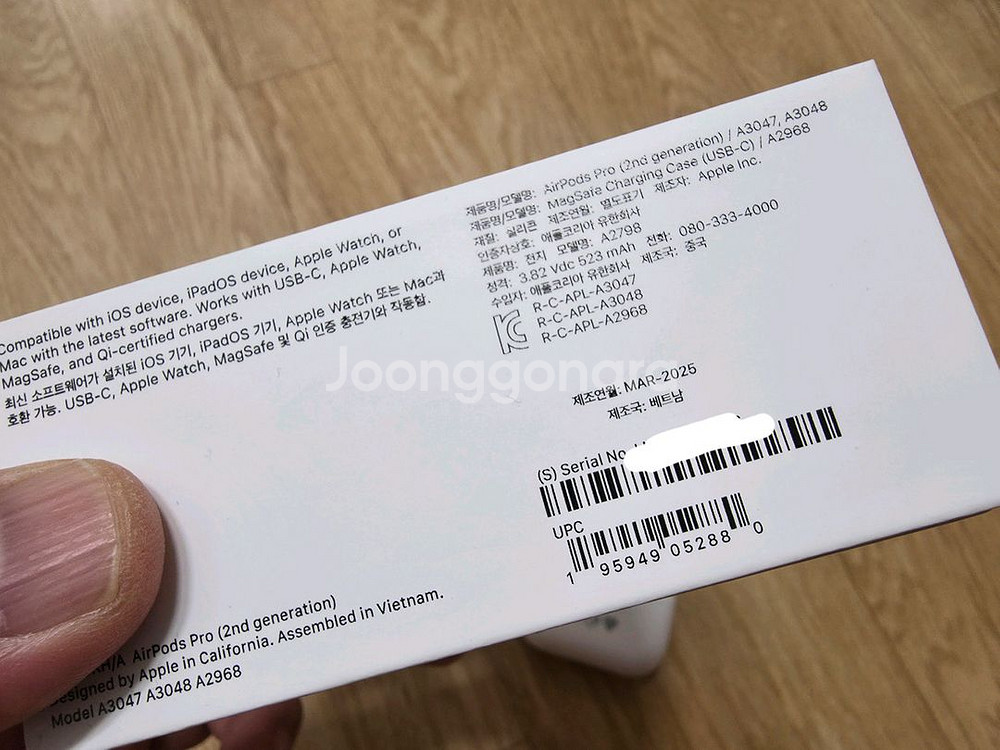 Compatible with iOS device, iPadOS device, Apple Watch, or
Mac with the latest software. Works with USB-C, Apple Watch,
MagSafe, and Qi-certified chargers.
최신 소프트웨어가 설치된 iOS 기기, iPadOS 기기, Apple Watch 또는 Mac과
호환 가능. USB-C, Apple Watch, MagSafe 및 Qi 인증 충전기와 작동함.
제품명/모델명: AirPods Pro (2nd generation) / A3047, A3048
제품명/모델명: MagSafe Charging Case (USB-C) / A2968
재질: 실리콘 제조연월: 별도표기 제조자: Apple Inc.
인증자상호: 애플코리아 유한회사
제품명: 전지 모델명: A2798
정격: 3.82 Vdc 523 mAh 전화: 080-333-4000
수입자: 애플코리아 유한회사 제조국: 중국
R-C-APL-A3047
R-C-APL-A3048
R-C-APL-A2968
Joonggonara
제조연월: MAR-2025
제조국: 베트남
(S) Serial No.
UPC
1 95949 05288 0
KH/A AirPods Pro (2nd generation)
Designed by Apple in California. Assembled in Vietnam.
Model A3047 A3048 A2968